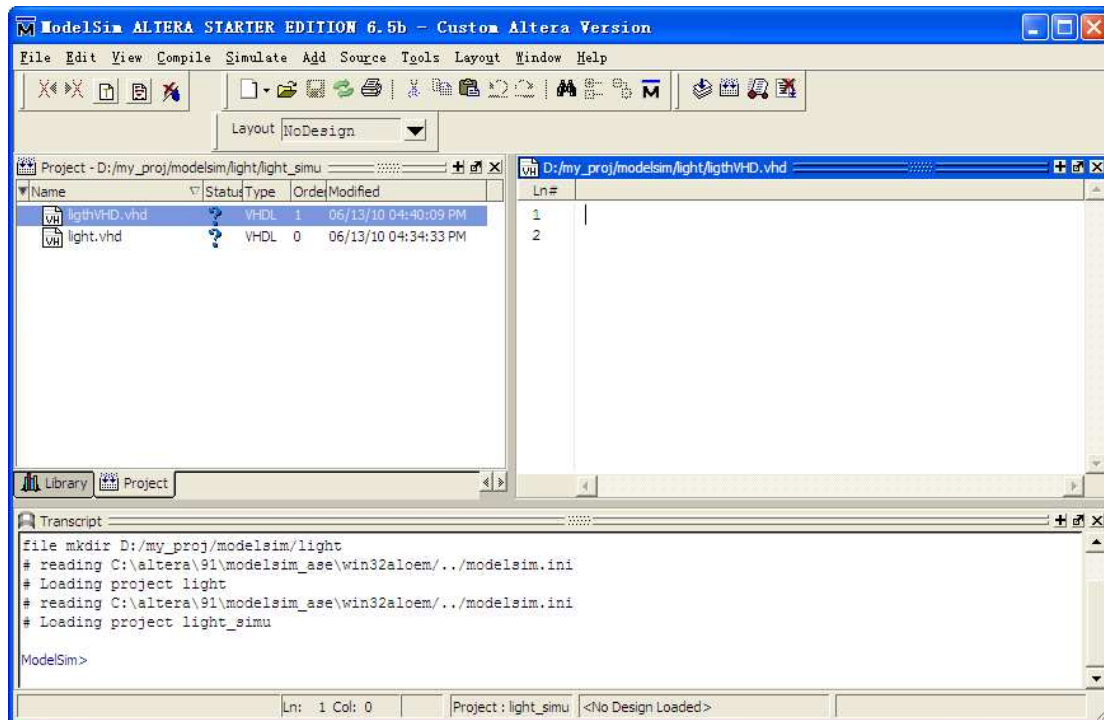 ModelSim ALTERA STARTER EDITION 6.5b - Custom Altera Version
File Edit View Compile Simulate Add Source Tools Layout Window Help
Layout NoDesign
Project - D:/my_proj/modelsim/light/light_simu
Name Status Type Order Modified
ligthVHD.vhd VHDL 1 06/13/10 04:40:09 PM
light.vhd VHDL 0 06/13/10 04:34:33 PM
Library Project
D:/my_proj/modelsim/light/ligthVHD.vhd
Ln#
1
2
Transcript
file mkdir D:/my_proj/modelsim/light
# reading C:\altera\91\modelsim_ase\win32aloem/../modelsim.ini
# Loading project light
# reading C:\altera\91\modelsim_ase\win32aloem/../modelsim.ini
# Loading project light_simu
ModelSim>
Ln: 1 Col: 0 Project : light_simu <No Design Loaded>